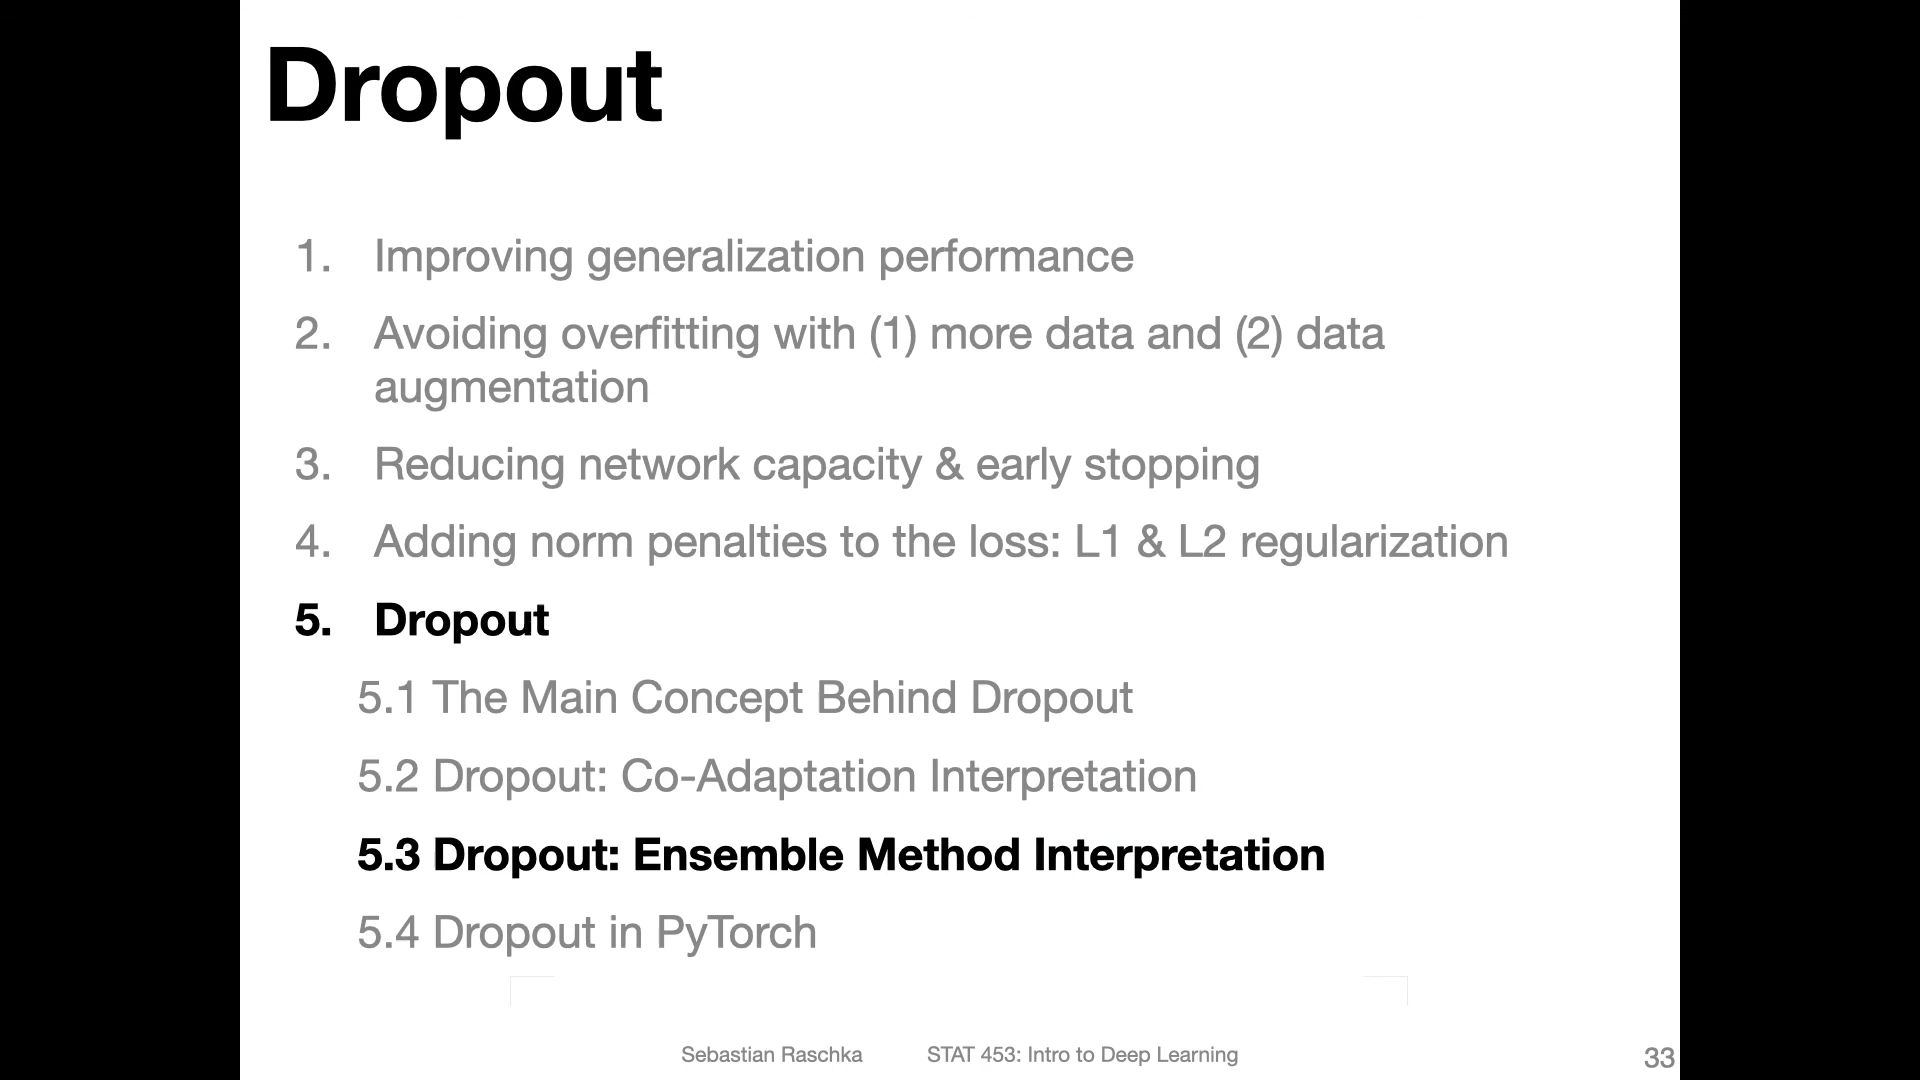 Dropout
1. Improving generalization performance
2. Avoiding overfitting with (1) more data and (2) data
augmentation
3. Reducing network capacity & early stopping
4. Adding norm penalties to the loss: L1 & L2 regularization
5. Dropout
5.1 The Main Concept Behind Dropout
5.2 Dropout: Co-Adaptation Interpretation
5.3 Dropout: Ensemble Method Interpretation
5.4 Dropout in PyTorch
Sebastian Raschka STAT 453: Intro to Deep Learning 33